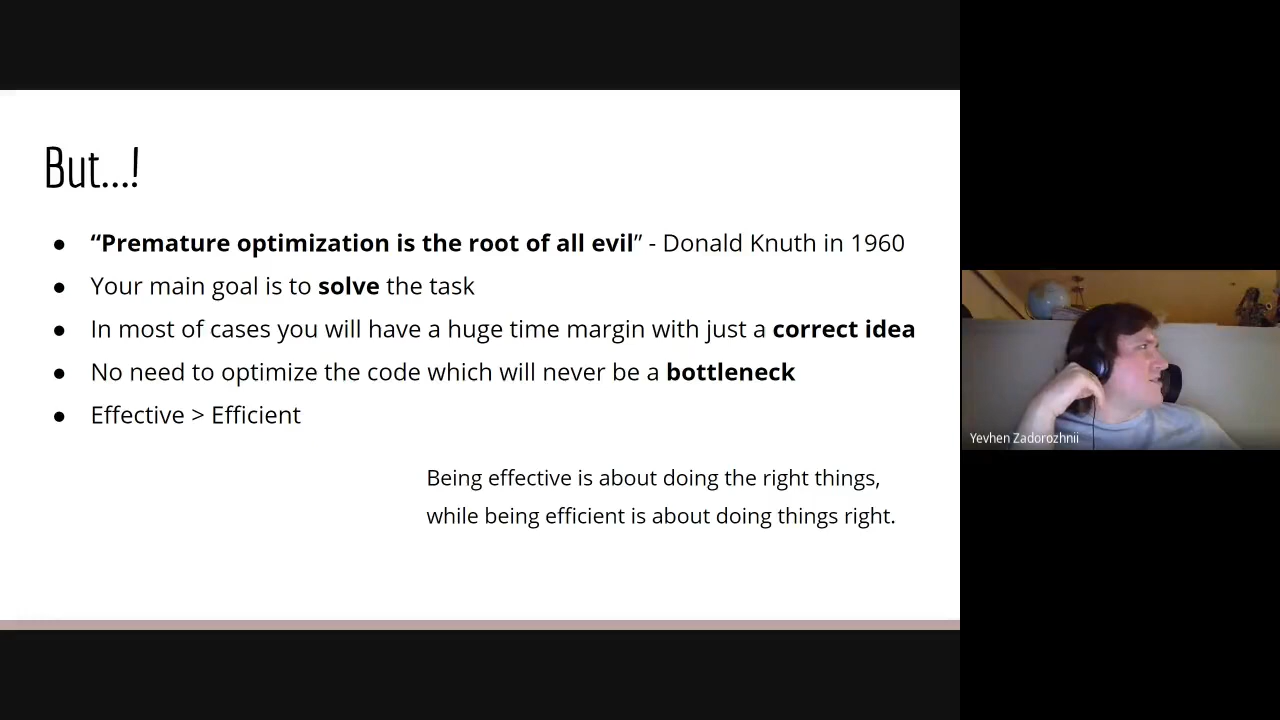 But...!
● “Premature optimization is the root of all evil” - Donald Knuth in 1960
● Your main goal is to solve the task
● In most of cases you will have a huge time margin with just a correct idea
● No need to optimize the code which will never be a bottleneck
● Effective > Efficient
Being effective is about doing the right things,
while being efficient is about doing things right.
Yevhen Zadorozhnii